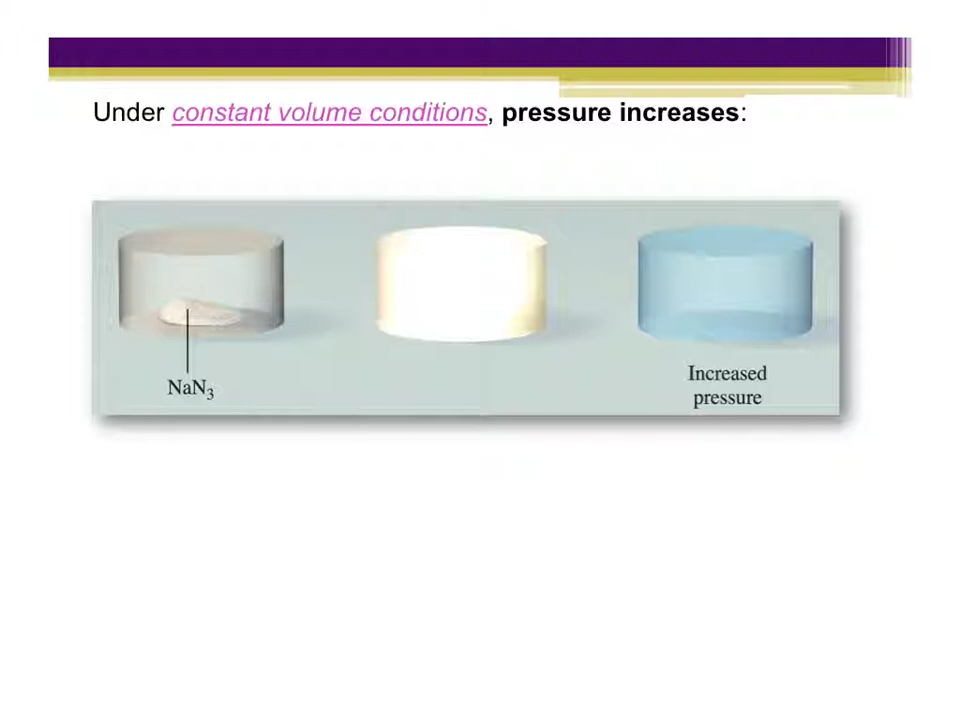 Under constant volume conditions, pressure increases:
NaN₃
Increased
pressure